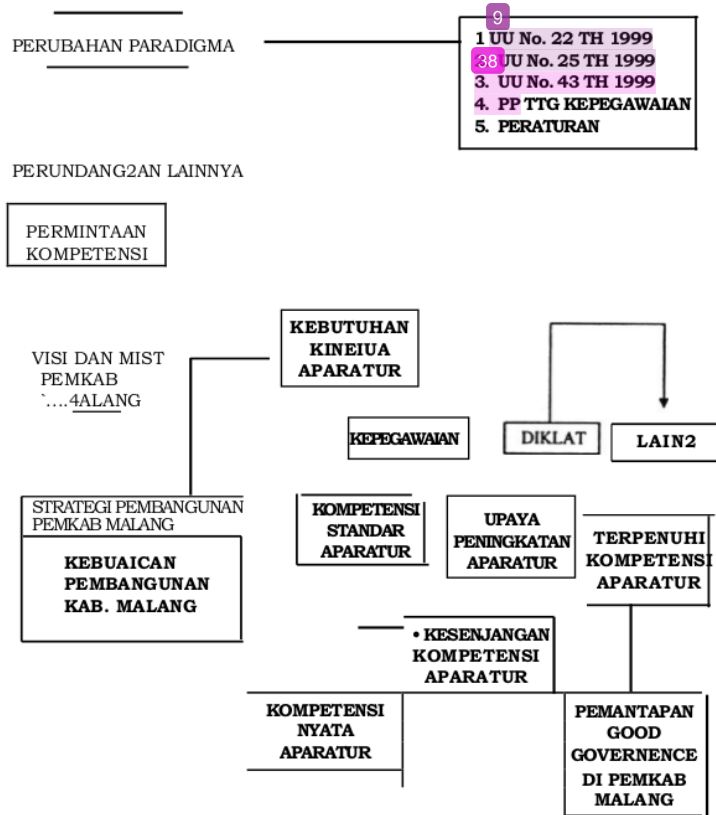 PERUBAHAN PARADIGMA
9
1 UU No. 22 TH 1999
38 UU No. 25 TH 1999
3. UU No. 43 TH 1999
4. PP TTG KEPEGAWAIAN
5. PERATURAN
PERUNDANG2AN LAINNYA
PERMINTAAN
KOMPETENSI
KEBUTUHAN
KINEIUA
APARATUR
VISI DAN MIST
PEMKAB
`....4ALANG
KEPEGAWAIAN
DIKLAT
LAIN2
STRATEGI PEMBANGUNAN
PEMKAB MALANG
KEBUAICAN
PEMBANGUNAN
KAB. MALANG
KOMPETENSI
STANDAR
APARATUR
UPAYA
PENINGKATAN
APARATUR
TERPENUHI
KOMPETENSI
APARATUR
• KESENJANGAN
KOMPETENSI
APARATUR
KOMPETENSI
NYATA
APARATUR
PEMANTAPAN
GOOD
GOVERNENCE
DI PEMKAB
MALANG